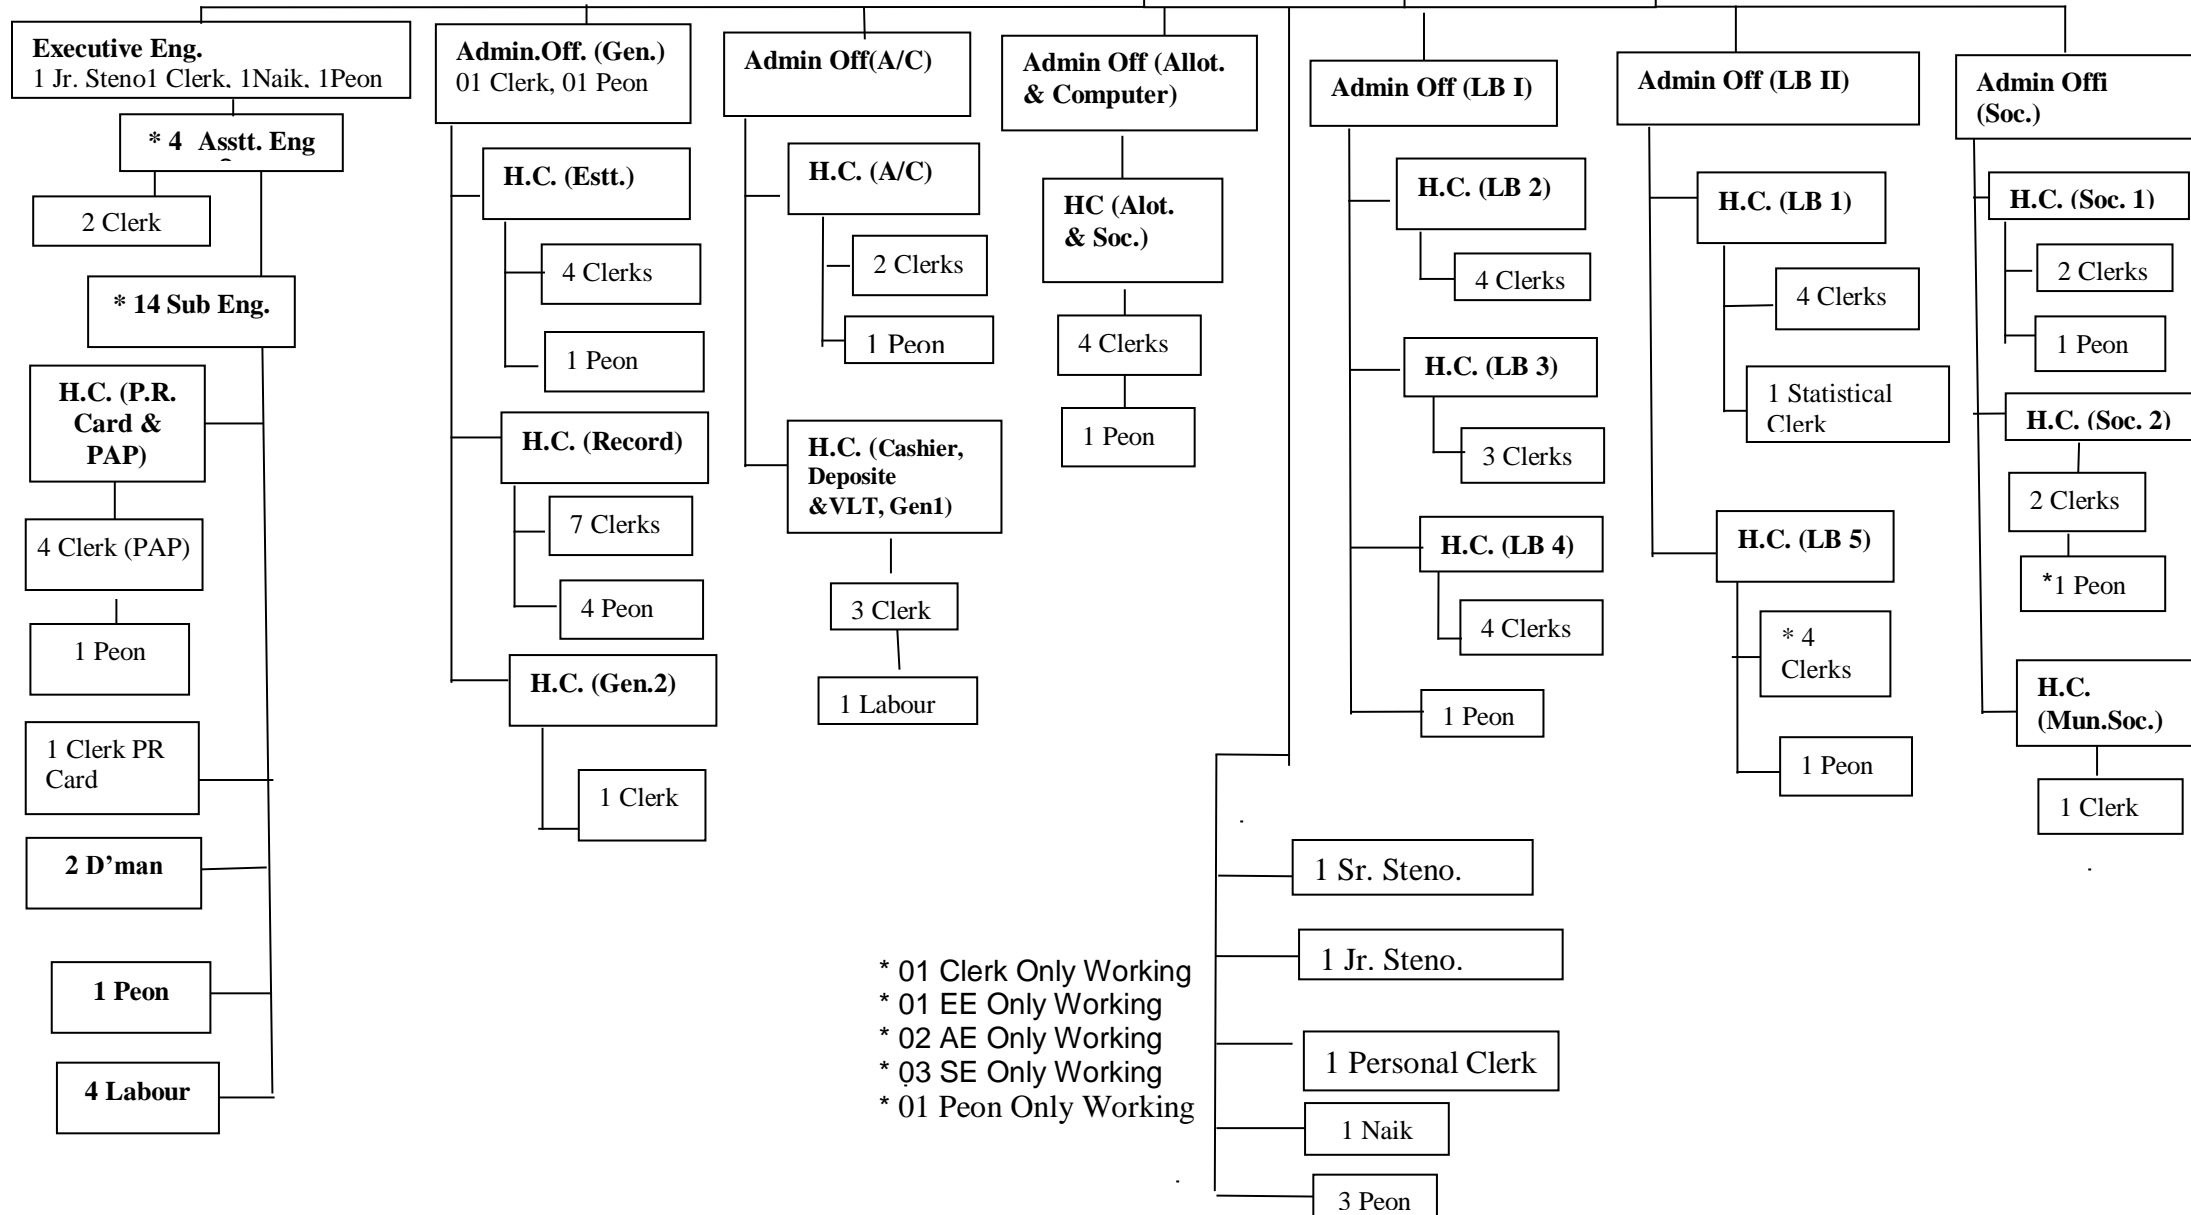 Executive Eng.
1 Jr. Steno1 Clerk, 1Naik, 1Peon
* 4 Asstt. Eng
2 Clerk
* 14 Sub Eng.
H.C. (P.R.
Card &
PAP)
4 Clerk (PAP)
1 Peon
1 Clerk PR
Card
2 D’man
1 Peon
4 Labour
Admin.Off. (Gen.)
01 Clerk, 01 Peon
H.C. (Estt.)
4 Clerks
1 Peon
H.C. (Record)
7 Clerks
4 Peon
H.C. (Gen.2)
1 Clerk
Admin Off(A/C)
H.C. (A/C)
2 Clerks
1 Peon
H.C. (Cashier,
Deposite
&VLT, Gen1)
3 Clerk
1 Labour
Admin Off (Allot.
& Computer)
HC (Alot.
& Soc.)
4 Clerks
1 Peon
* 01 Clerk Only Working
* 01 EE Only Working
* 02 AE Only Working
* 03 SE Only Working
* 01 Peon Only Working
1 Sr. Steno.
1 Jr. Steno.
1 Personal Clerk
1 Naik
3 Peon
Admin Off (LB I)
H.C. (LB 2)
4 Clerks
H.C. (LB 3)
3 Clerks
H.C. (LB 4)
4 Clerks
1 Peon
Admin Off (LB II)
H.C. (LB 1)
4 Clerks
1 Statistical
Clerk
H.C. (LB 5)
* 4
Clerks
1 Peon
Admin Offi
(Soc.)
H.C. (Soc. 1)
2 Clerks
1 Peon
H.C. (Soc. 2)
2 Clerks
*1 Peon
H.C.
(Mun.Soc.)
1 Clerk